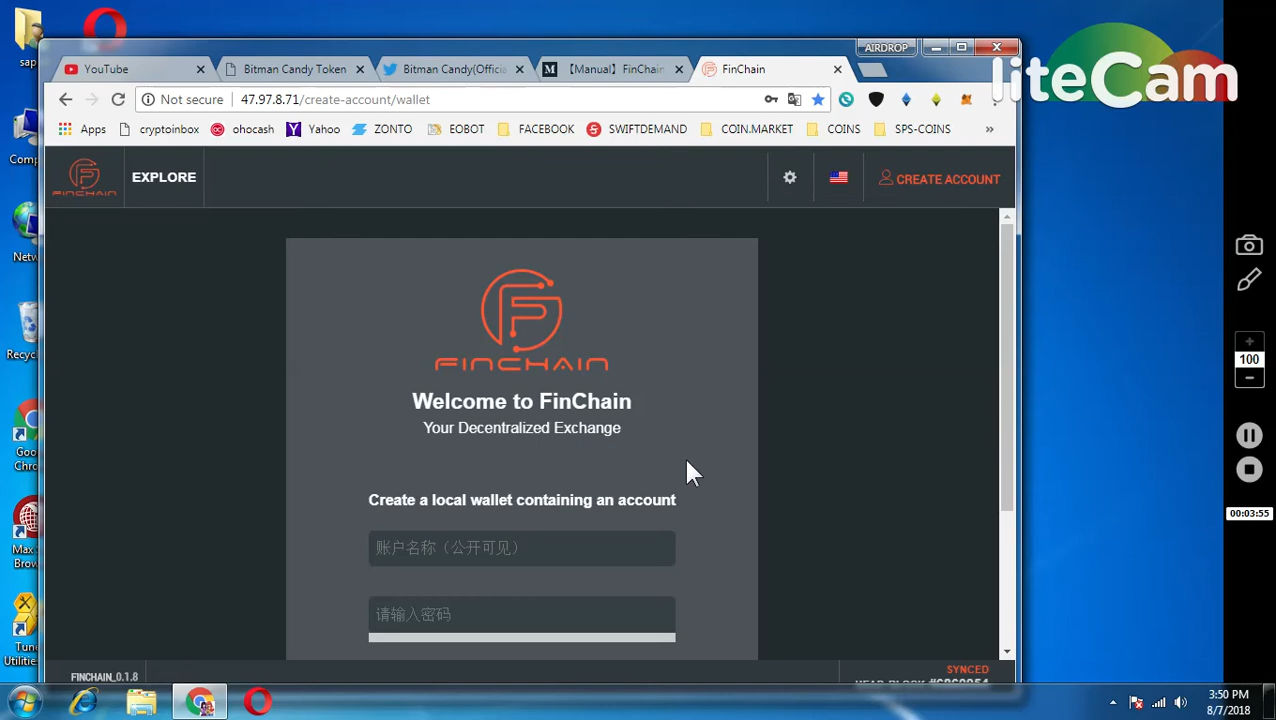 sap
AIRDROP
liteCam
YouTube
Bitman Candy Token
Bitman Candy(Officia
【Manual】FinChain
FinChain
Not secure
47.97.8.71/create-account/wallet
Apps
cryptoinbox
ohocash
Yahoo
ZONTO
EOBOT
FACEBOOK
SWIFTDEMAND
COIN.MARKET
COINS
SPS-COINS
»
Comp
FINCHAIN
EXPLORE
CREATE ACCOUNT
Netw
FINCHAIN
Welcome to FinChain
Your Decentralized Exchange
Recyc
100
Goo
Chro
Create a local wallet containing an account
00:03:55
账户名称（公开可见）
Max
Brow
请输入密码
Tune
Utilitie
FINCHAIN_0.1.8
SYNCED
3:50 PM
8/7/2018